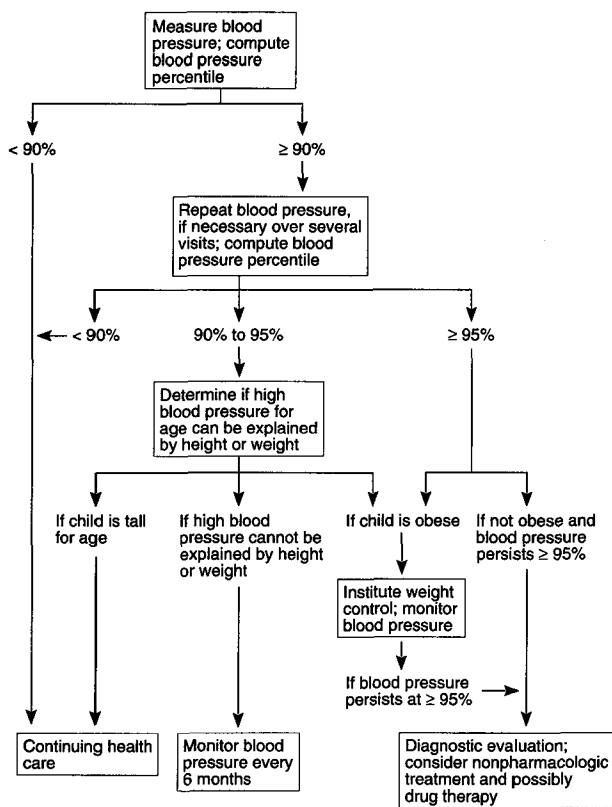 Measure blood
pressure; compute
blood pressure
percentile
< 90%
≥ 90%
Repeat blood pressure,
if necessary over several
visits; compute blood
pressure percentile
< 90%
90% to 95%
≥ 95%
Determine if high
blood pressure for
age can be explained
by height or weight
If child is tall
for age
If high blood
pressure cannot be
explained by height
or weight
If child is obese
If not obese and
blood pressure
persists ≥ 95%
Institute weight
control; monitor
blood pressure
If blood pressure
persists at ≥ 95%
Continuing health
care
Monitor blood
pressure every
6 months
Diagnostic evaluation;
consider nonpharmacologic
treatment and possibly
drug therapy